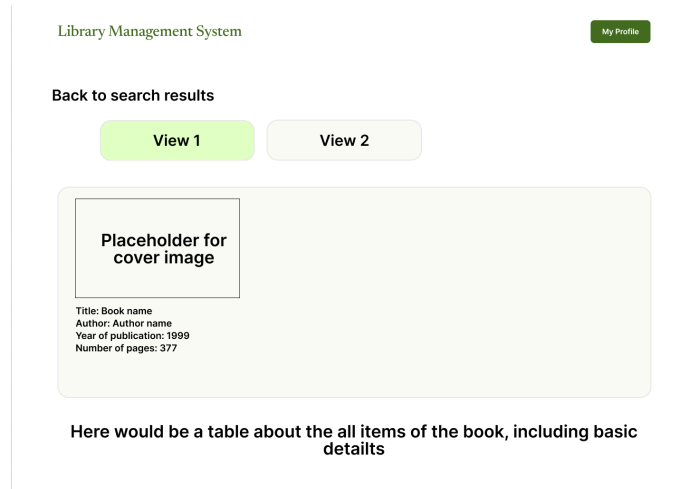 Library Management System
My Profile
Back to search results
View 1
View 2
Placeholder for
cover image
Title: Book name
Author: Author name
Year of publication: 1999
Number of pages: 377
Here would be a table about the all items of the book, including basic
detailts